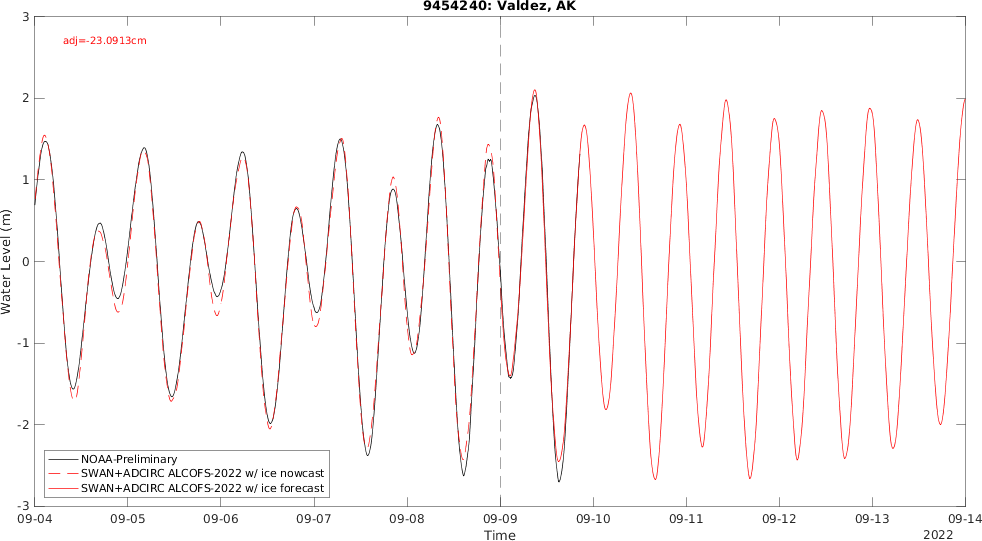 9454240: Valdez, AK
adj=-23.0913cm
3
2
1
0
-1
-2
-3
Water Level (m)
NOAA-Preliminary
SWAN+ADCIRC ALCOFS-2022 w/ ice nowcast
SWAN+ADCIRC ALCOFS-2022 w/ ice forecast
09-04 09-05 09-06 09-07 09-08 09-09 09-10 09-11 09-12 09-13 09-14
Time
2022